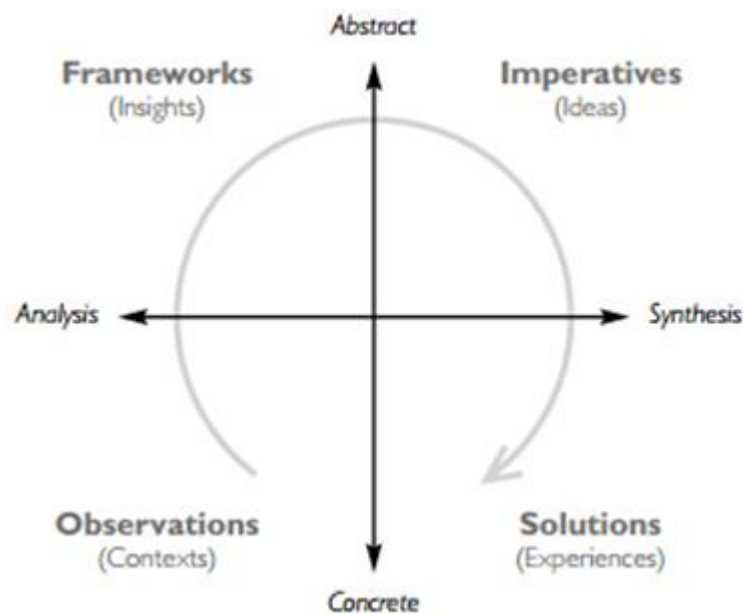 Abstract
Frameworks
(Insights)
Imperatives
(Ideas)
Analysis
Synthesis
Observations
(Contexts)
Solutions
(Experiences)
Concrete